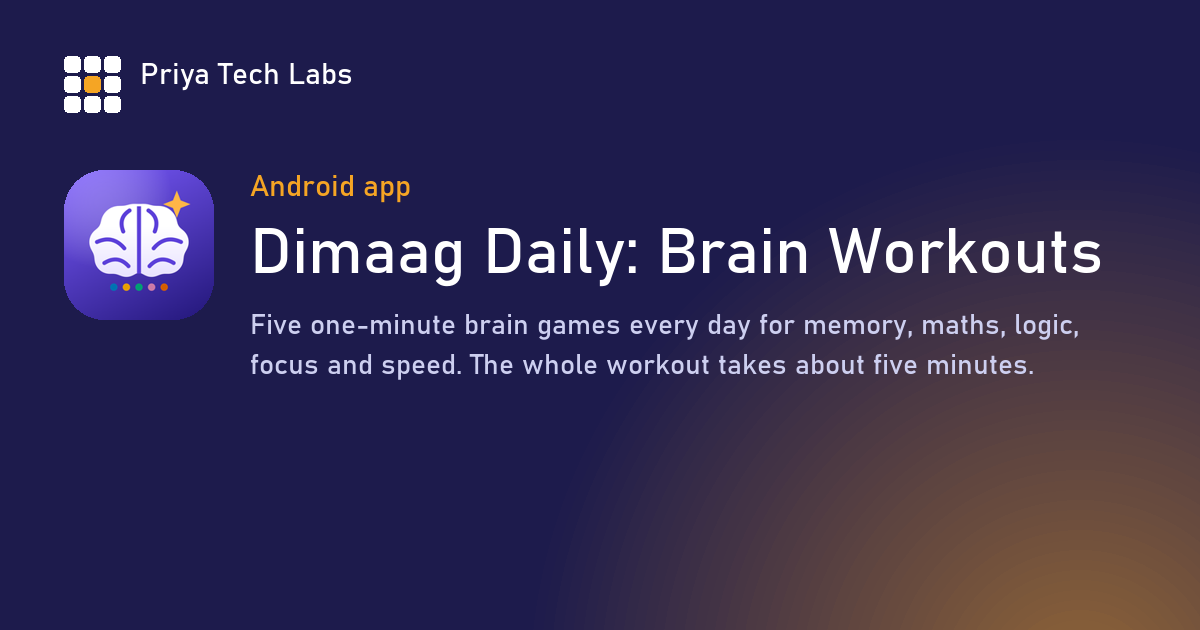 Priya Tech Labs
Android app
Dimaag Daily: Brain Workouts
Five one-minute brain games every day for memory, maths, logic,
focus and speed. The whole workout takes about five minutes.